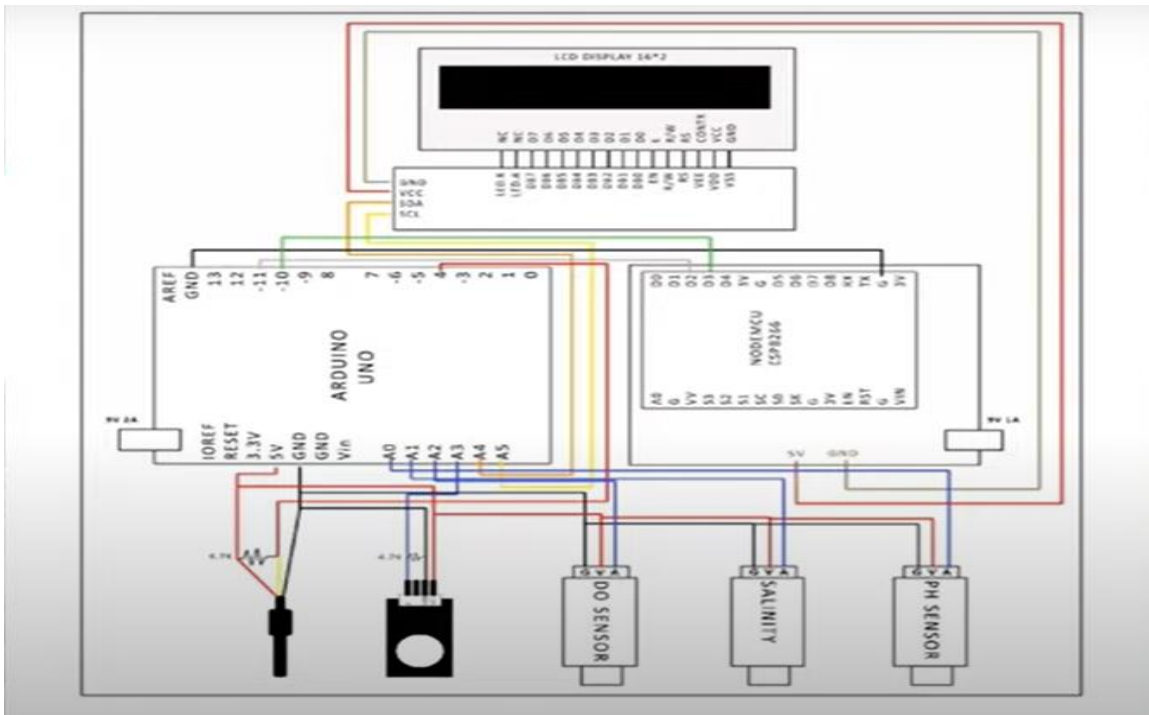 LCD DISPLAY 16*2
NC NC D7 D6 D5 D4 D3 D2 D1 D0 E R/W RS CONTR VCC GND
LED.K LED.A DB7 DB6 DB5 DB4 DB3 DB2 DB1 DB0 EN R/W RS VEE VDD VSS
GND
VCC
SDA
SCL
AREF GND 13 12 -11 -10 -9 8 7 -6 -5 4 -3 2 1 0
D0 D1 D2 D3 D4 3V G D5 D6 D7 D8 RX TX G 3V
ARDUINO
UNO
NODEMCU
CSP8266
A0 G VV S3 S2 S1 SC S0 SK G 3V EN RST G VIN
9V 2A
9V 1A
IOREF RESET 3.3V 5V GND GND Vin A0 A1 A2 A3 A4 A5
5V GND
4.7K
4.7K
G V A
G V A
G V A
DO SENSOR
SALINITY
PH SENSOR